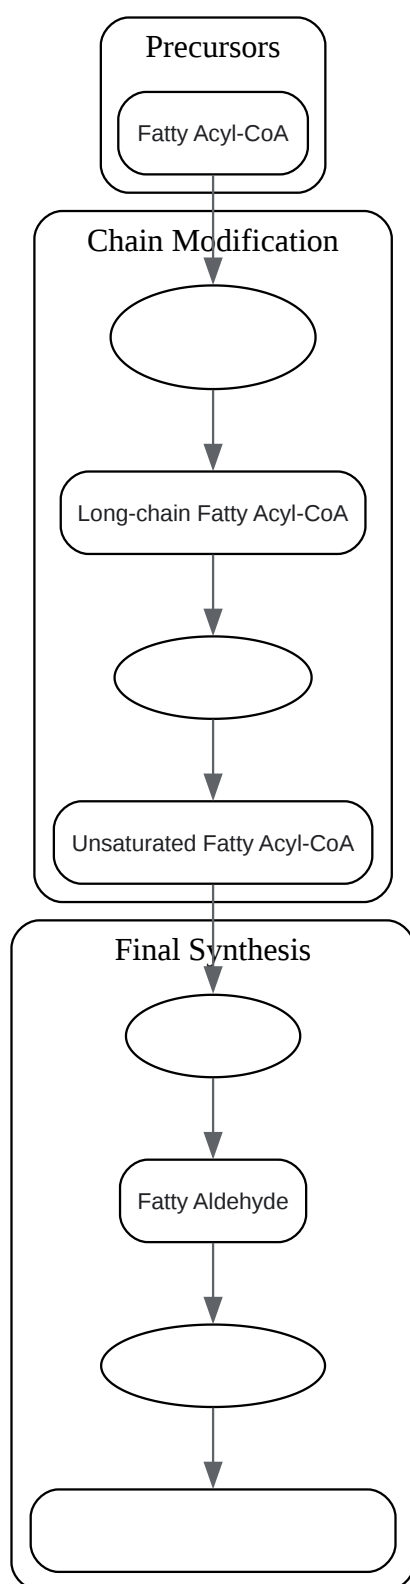 Precursors
Fatty Acyl-CoA
Chain Modification
Long-chain Fatty Acyl-CoA
Unsaturated Fatty Acyl-CoA
Final Synthesis
Fatty Aldehyde